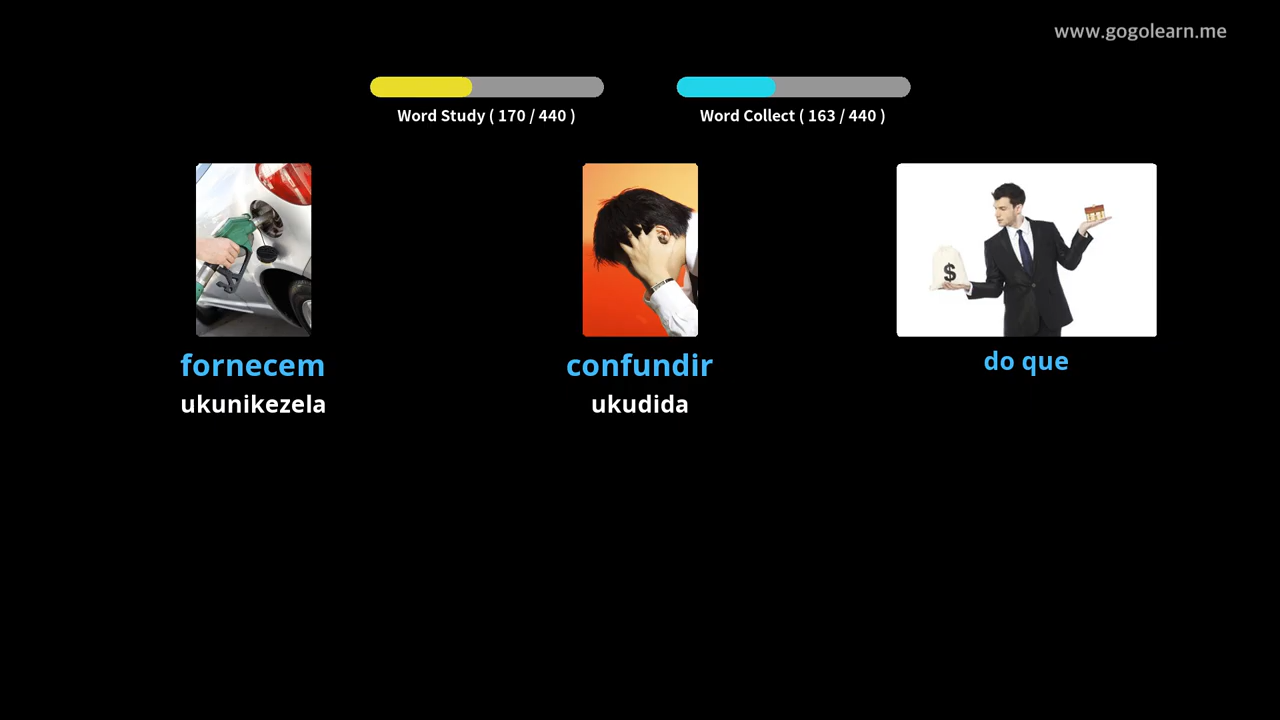 www.gogolearn.me
Word Study ( 170 / 440 )
Word Collect ( 163 / 440 )
$
fornecem
confundir
do que
ukunikezela
ukudida